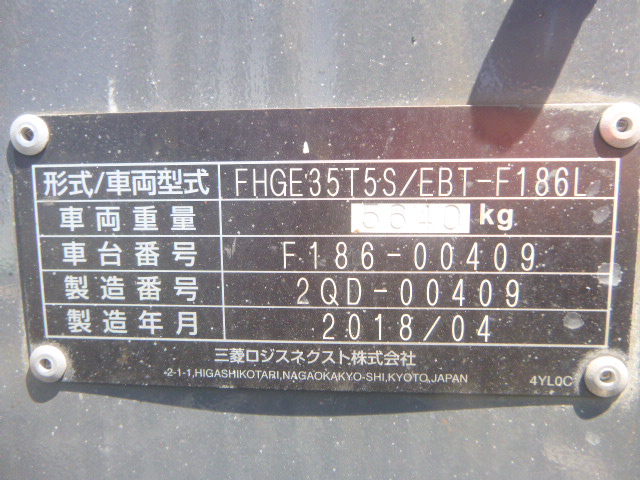 形式/車両型式 FHGE35T5S/EBT-F186L
車両重量 5640 kg
車台番号 F186-00409
製造番号 2QD-00409
製造年月 2018/04
三菱ロジスネクスト株式会社
-2-1-1,HIGASHIKOTARI,NAGAOKAKYO-SHI,KYOTO,JAPAN 4YL0C